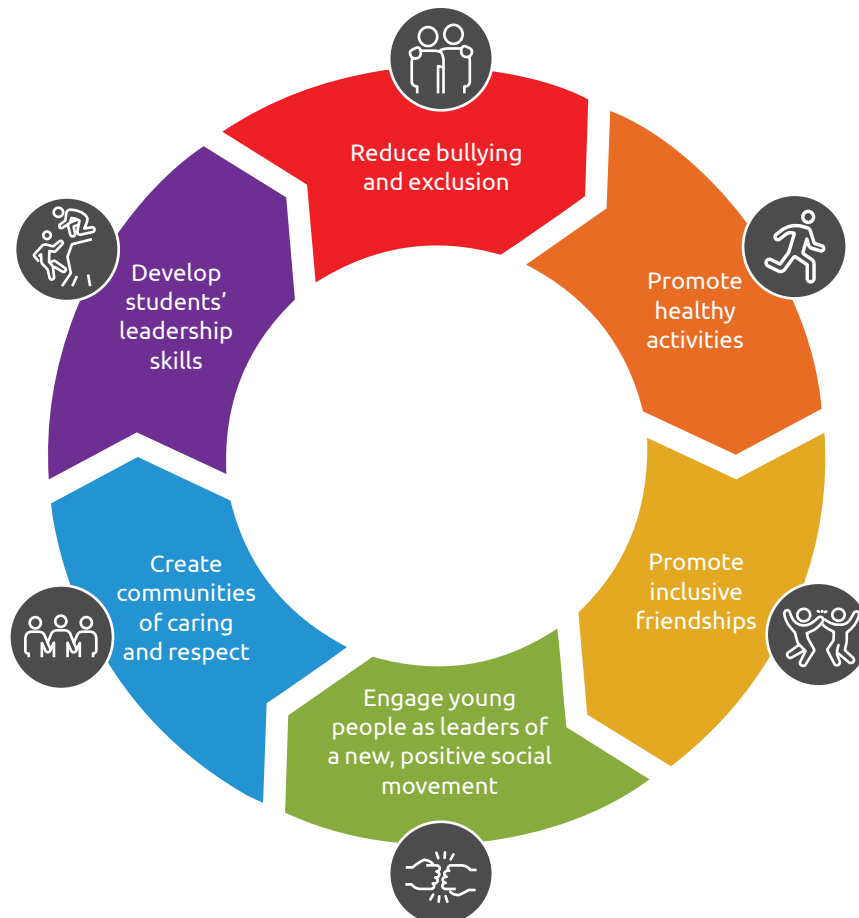 Reduce bullying
and exclusion
Promote
healthy
activities
Promote
inclusive
friendships
Engage young
people as leaders of
a new, positive social
movement
Create
communities
of caring
and respect
Develop
students’
leadership
skills